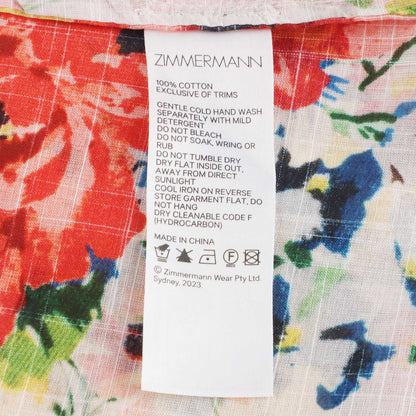 ZIMMERMANN
100% COTTON
EXCLUSIVE OF TRIMS
GENTLE COLD HAND WASH
SEPARATELY WITH MILD
DETERGENT
DO NOT BLEACH
DO NOT SOAK, WRING OR
RUB
DO NOT TUMBLE DRY
DRY FLAT INSIDE OUT,
AWAY FROM DIRECT
SUNLIGHT
COOL IRON ON REVERSE
STORE GARMENT FLAT, DO
NOT HANG
DRY CLEANABLE CODE F
(HYDROCARBON)
MADE IN CHINA
© Zimmermann Wear Pty Ltd.
Sydney, 2023.